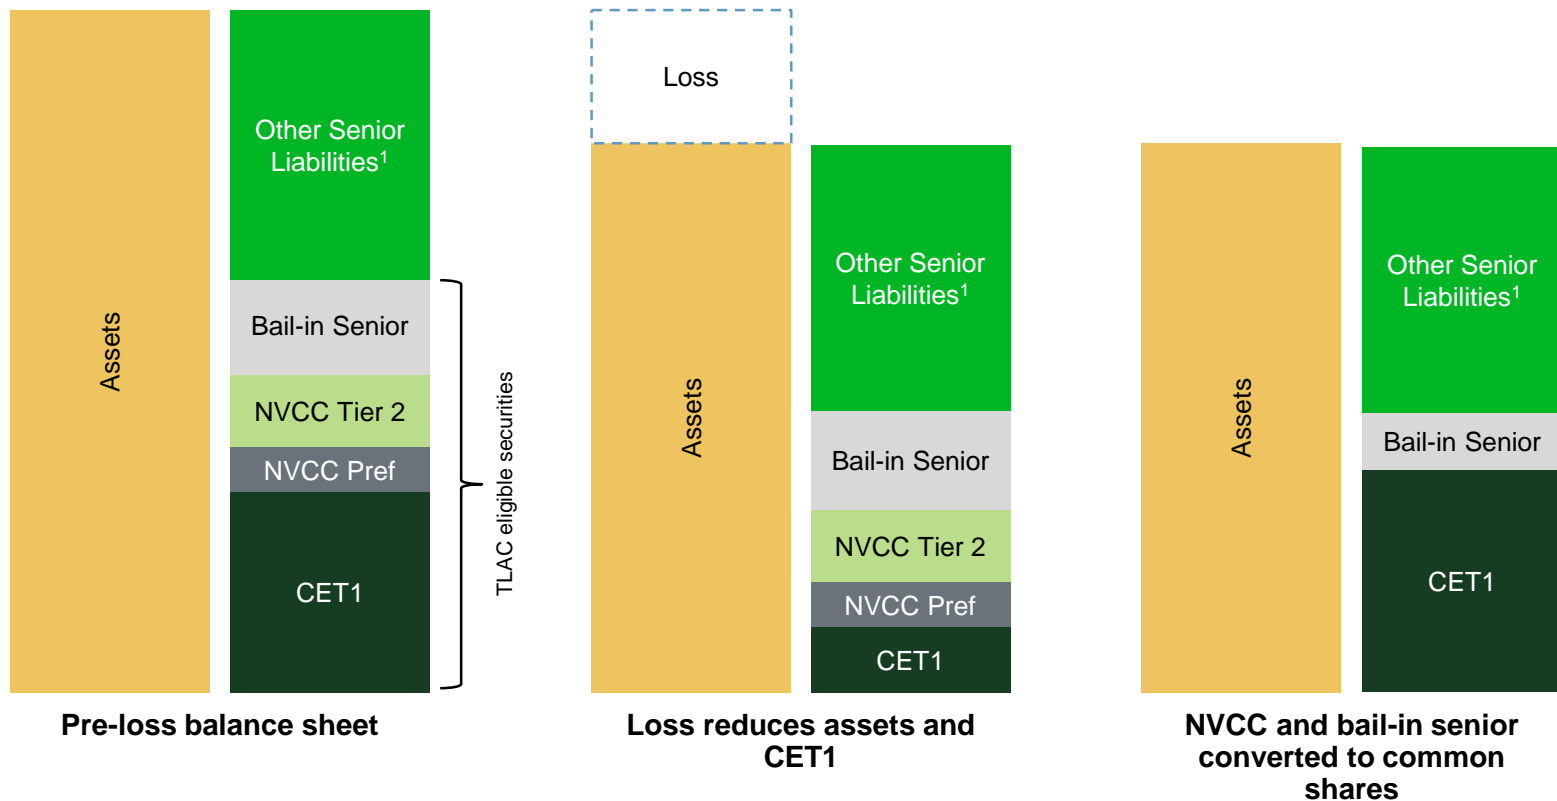 Assets
Other Senior
Liabilities¹
Bail-in Senior
NVCC Tier 2
NVCC Pref
CET1
TLAC eligible securities
Pre-loss balance sheet
Loss
Assets
Other Senior
Liabilities¹
Bail-in Senior
NVCC Tier 2
NVCC Pref
CET1
Loss reduces assets and
CET1
Assets
Other Senior
Liabilities¹
Bail-in Senior
CET1
NVCC and bail-in senior
converted to common
shares